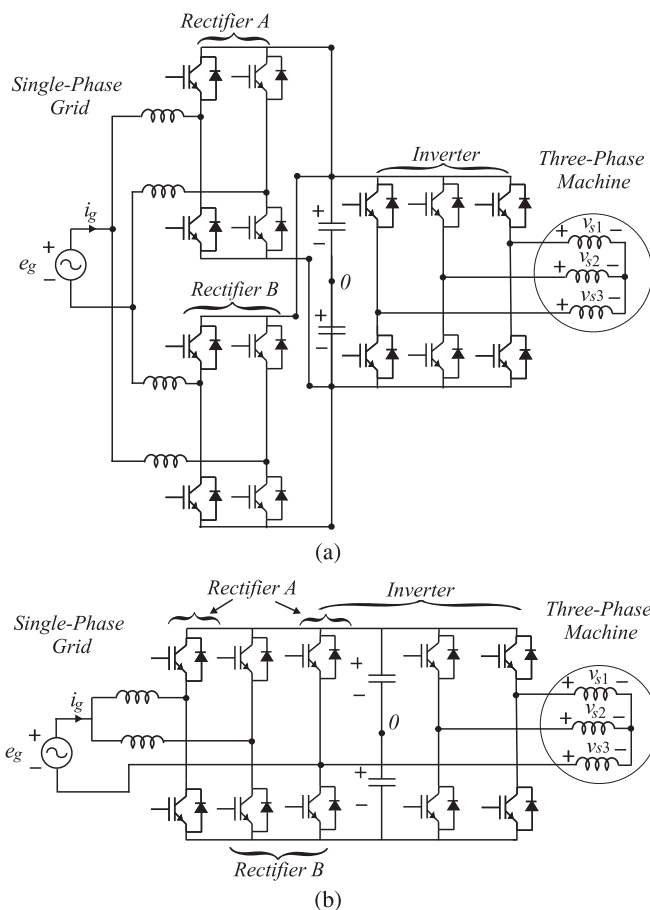 Rectifier A
Single-Phase
Grid
Inverter
Three-Phase
Machine
i_g
+
−
+
−
v_s1
+
−
v_s2
+
−
v_s3
+
−
e_g
+
−
0
Rectifier B
(a)
Rectifier A
Inverter
Single-Phase
Grid
Three-Phase
Machine
i_g
+
−
+
−
v_s1
+
−
v_s2
+
−
v_s3
+
−
e_g
+
−
0
Rectifier B
(b)